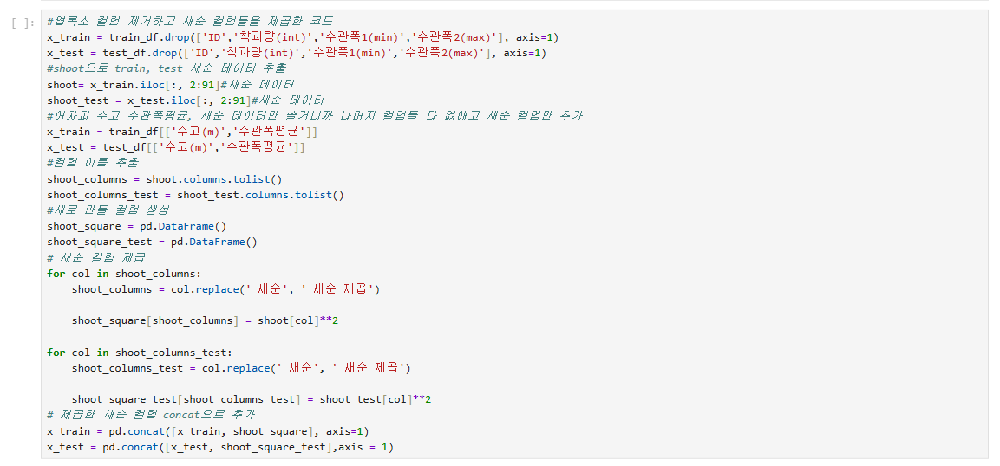 [ ]:
#엽록소 컬럼 제거하고 새순 컬럼들을 제곱한 코드
x_train = train_df.drop(['ID','착과량(int)','수관폭1(min)','수관폭2(max)'], axis=1)
x_test = test_df.drop(['ID','착과량(int)','수관폭1(min)','수관폭2(max)'], axis=1)
#shoot으로 train, test 새순 데이터 추출
shoot= x_train.iloc[:, 2:91]#새순 데이터
shoot_test = x_test.iloc[:, 2:91]#새순 데이터
#어차피 수고 수관폭평균, 새순 데이터만 쓸거니까 나머지 컬럼들 다 없애고 새순 컬럼만 추가
x_train = train_df[['수고(m)','수관폭평균']]
x_test = test_df[['수고(m)','수관폭평균']]
#컬럼 이름 추출
shoot_columns = shoot.columns.tolist()
shoot_columns_test = shoot_test.columns.tolist()
#새로 만들 컬럼 생성
shoot_square = pd.DataFrame()
shoot_square_test = pd.DataFrame()
# 새순 컬럼 제곱
for col in shoot_columns:
    shoot_columns = col.replace(' 새순', ' 새순 제곱')
    shoot_square[shoot_columns] = shoot[col]**2
for col in shoot_columns_test:
    shoot_columns_test = col.replace(' 새순', ' 새순 제곱')
    shoot_square_test[shoot_columns_test] = shoot_test[col]**2
# 제곱한 새순 컬럼 concat으로 추가
x_train = pd.concat([x_train, shoot_square], axis=1)
x_test = pd.concat([x_test, shoot_square_test],axis = 1)